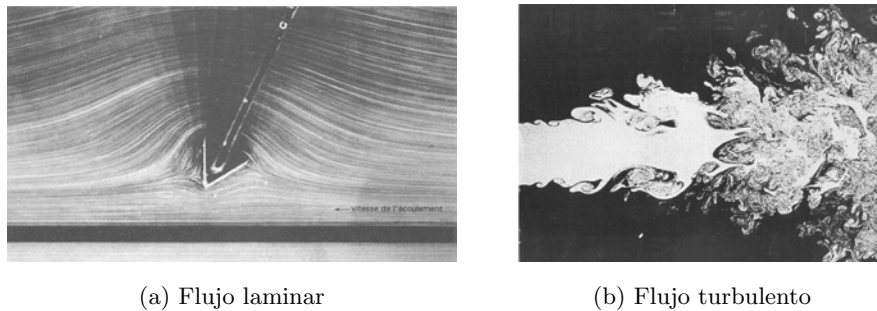 ← vitesse de l'écoulement
(a) Flujo laminar
(b) Flujo turbulento